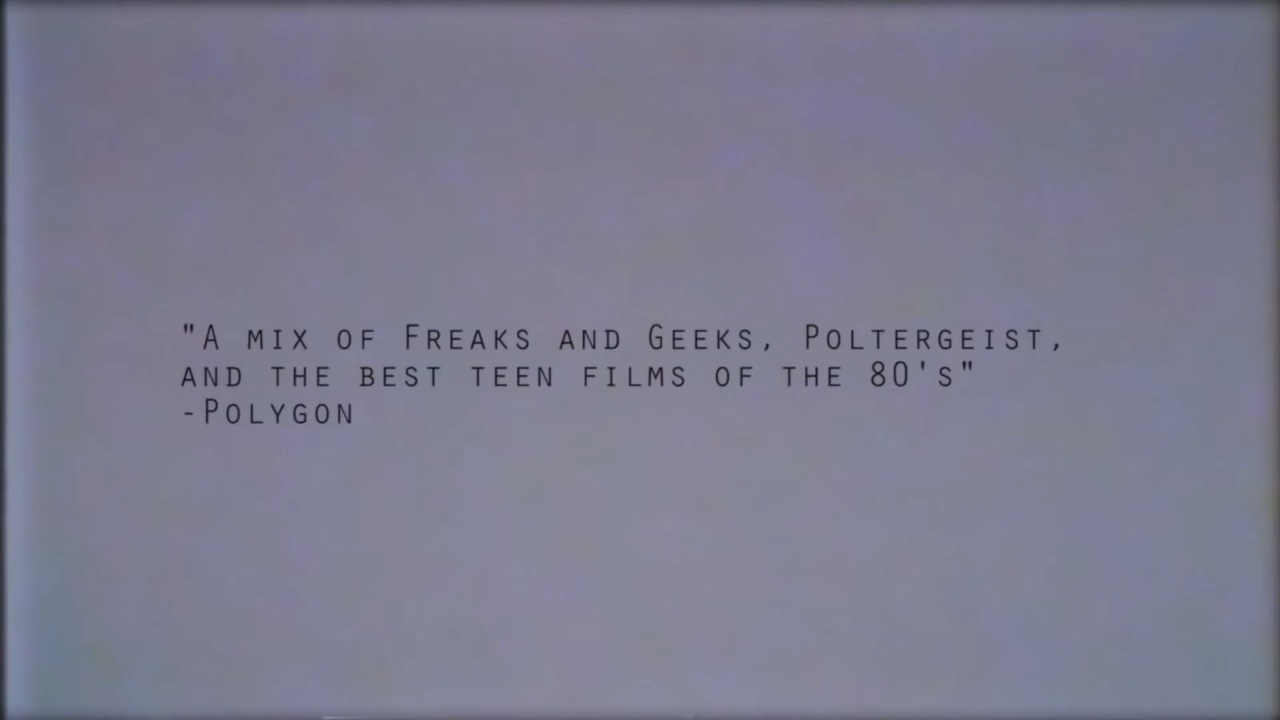 "A mix of Freaks and Geeks, Poltergeist,
and the best teen films of the 80's"
-Polygon